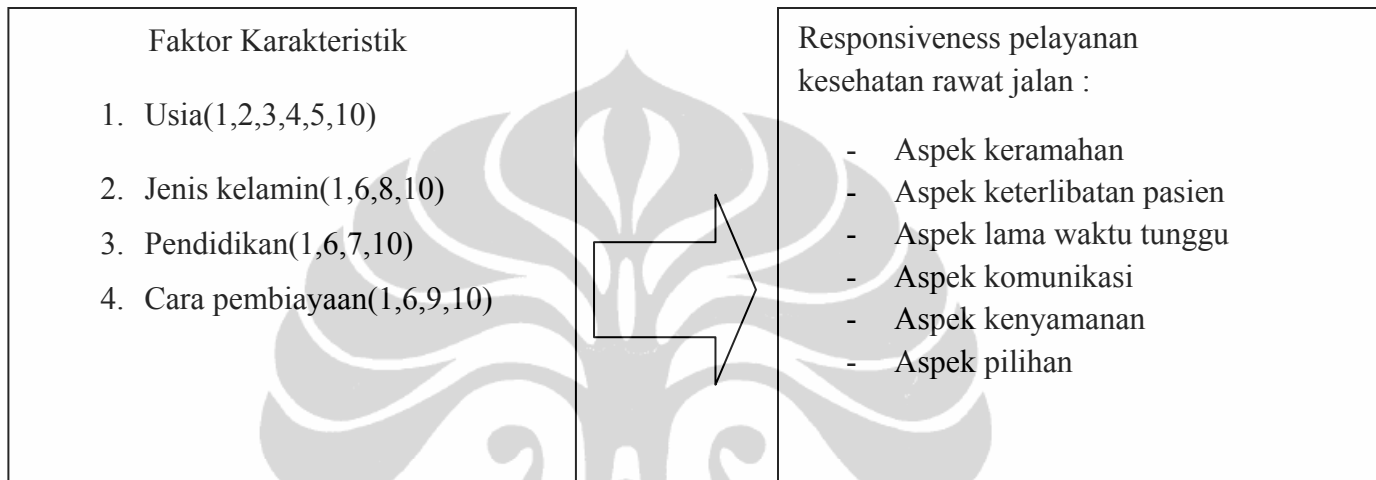 Faktor Karakteristik
1. Usia(1,2,3,4,5,10)
2. Jenis kelamin(1,6,8,10)
3. Pendidikan(1,6,7,10)
4. Cara pembiayaan(1,6,9,10)
Responsiveness pelayanan
kesehatan rawat jalan :
- Aspek keramahan
- Aspek keterlibatan pasien
- Aspek lama waktu tunggu
- Aspek komunikasi
- Aspek kenyamanan
- Aspek pilihan